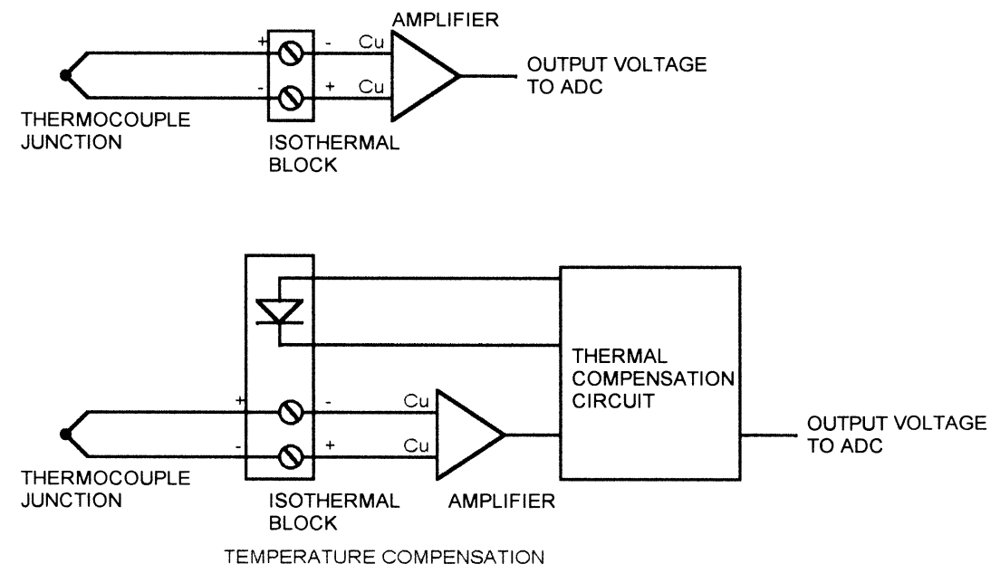 AMPLIFIER
+ - Cu
- + Cu
OUTPUT VOLTAGE
TO ADC
THERMOCOUPLE
JUNCTION
ISOTHERMAL
BLOCK
THERMAL
COMPENSATION
CIRCUIT
+ - Cu
- + Cu
OUTPUT VOLTAGE
TO ADC
THERMOCOUPLE
JUNCTION
ISOTHERMAL
BLOCK
AMPLIFIER
TEMPERATURE COMPENSATION